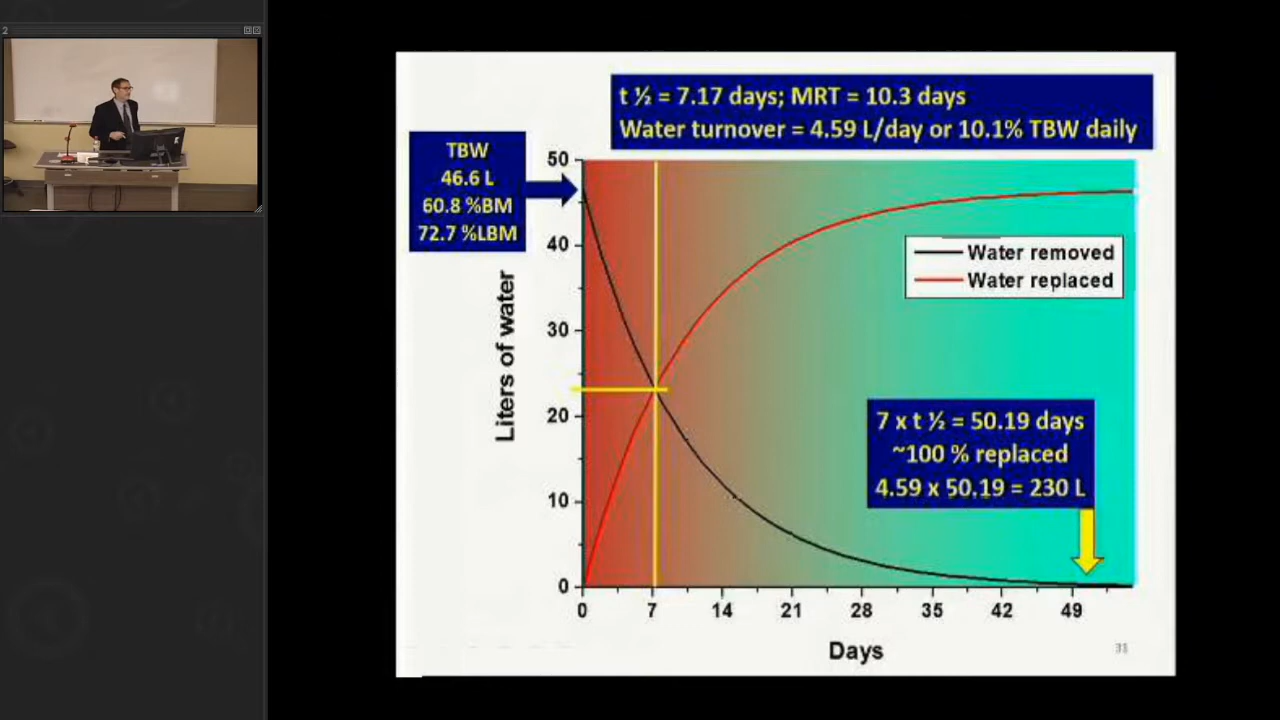 2
t ½ = 7.17 days; MRT = 10.3 days
Water turnover = 4.59 L/day or 10.1% TBW daily
TBW
46.6 L
60.8 %BM
72.7 %LBM
50
40
30
20
10
0
Liters of water
Water removed
Water replaced
7 x t ½ = 50.19 days
~100 % replaced
4.59 x 50.19 = 230 L
0 7 14 21 28 35 42 49
Days